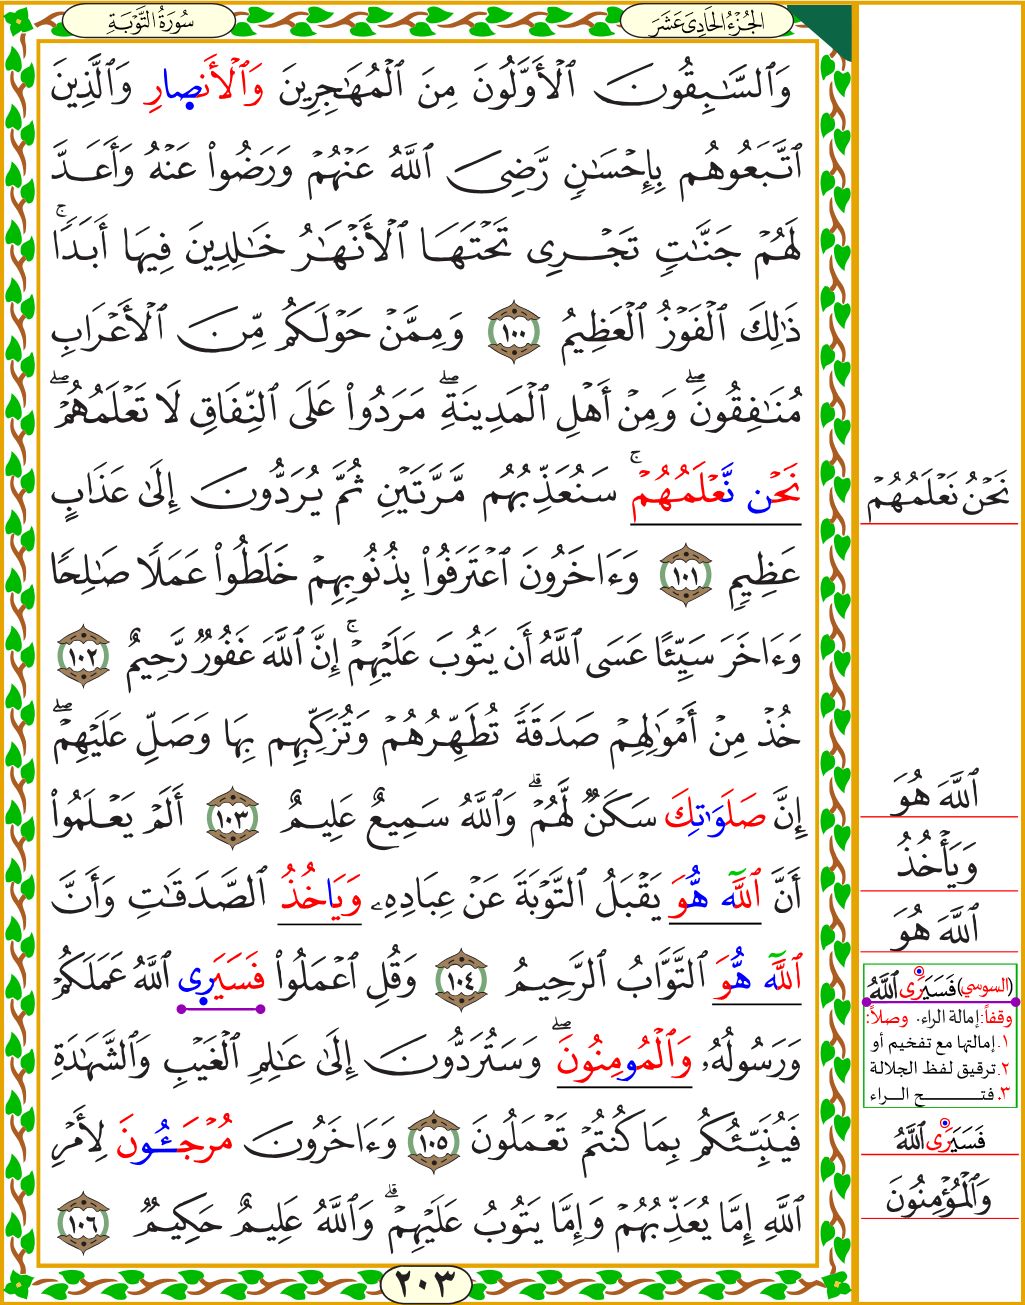 الجُزْءُ الحَادِىَ عَشَرَ
سُورَةُ التَّوْبَةِ
وَٱلسَّٰبِقُونَ ٱلْأَوَّلُونَ مِنَ ٱلْمُهَٰجِرِينَ وَٱلْأَنصِارِ وَٱلَّذِينَ
ٱتَّبَعُوهُم بِإِحْسَٰنٍ رَّضِىَ ٱللَّهُ عَنْهُمْ وَرَضُوا۟ عَنْهُ وَأَعَدَّ
لَهُمْ جَنَّٰتٍ تَجْرِى تَحْتَهَا ٱلْأَنْهَٰرُ خَٰلِدِينَ فِيهَا أَبَدًا ۚ
ذَٰلِكَ ٱلْفَوْزُ ٱلْعَظِيمُ ١٠٠ وَمِمَّنْ حَوْلَكُم مِّنَ ٱلْأَعْرَابِ
مُنَٰفِقُونَ ۖ وَمِنْ أَهْلِ ٱلْمَدِينَةِ ۖ مَرَدُوا۟ عَلَى ٱلنِّفَاقِ لَا تَعْلَمُهُمْ ۖ
نَحْن نَّعْلَمُهُمْ ۚ سَنُعَذِّبُهُم مَّرَّتَيْنِ ثُمَّ يُرَدُّونَ إِلَىٰ عَذَابٍ
عَظِيمٍ ١٠١ وَءَاخَرُونَ ٱعْتَرَفُوا۟ بِذُنُوبِهِمْ خَلَطُوا۟ عَمَلًا صَٰلِحًا
وَءَاخَرَ سَيِّئًا عَسَى ٱللَّهُ أَن يَتُوبَ عَلَيْهِمْ ۚ إِنَّ ٱللَّهَ غَفُورٌ رَّحِيمٌ ١٠٢
خُذْ مِنْ أَمْوَٰلِهِمْ صَدَقَةً تُطَهِّرُهُمْ وَتُزَكِّيهِم بِهَا وَصَلِّ عَلَيْهِمْ ۖ
إِنَّ صَلَوَٰتِكَ سَكَنٌ لَّهُمْ ۗ وَٱللَّهُ سَمِيعٌ عَلِيمٌ ١٠٣ أَلَمْ يَعْلَمُوا۟
أَنَّ ٱللَّه هُّوَ يَقْبَلُ ٱلتَّوْبَةَ عَنْ عِبَادِهِۦ وَيَاخُذُ ٱلصَّدَقَٰتِ وَأَنَّ
ٱللَّه هُّوَ ٱلتَّوَّابُ ٱلرَّحِيمُ ١٠٤ وَقُلِ ٱعْمَلُوا۟ فَسَيَرِى ٱللَّهُ عَمَلَكُمْ
وَرَسُولُهُۥ وَٱلْمُومِنُونَ ۖ وَسَتُرَدُّونَ إِلَىٰ عَٰلِمِ ٱلْغَيْبِ وَٱلشَّهَٰدَةِ
فَيُنَبِّئُكُم بِمَا كُنتُمْ تَعْمَلُونَ ١٠٥ وَءَاخَرُونَ مُرْجَـُٔونَ لِأَمْرِ
ٱللَّهِ إِمَّا يُعَذِّبُهُمْ وَإِمَّا يَتُوبُ عَلَيْهِمْ ۗ وَٱللَّهُ عَلِيمٌ حَكِيمٌ ١٠٦
٢٠٣
نَحْنُ نَعْلَمُهُمْ
ٱللَّهَ هُوَ
وَيَأْخُذُ
ٱللَّهَ هُوَ
(السوسي) فَسَيَرَى ٱللَّهُ
وقفاً: إمالة الراء. وصلاً:
١. إمالتها مع تفخيم أو
٢. ترقيق لفظ الجلالة
٣. فتح الراء
فَسَيَرَى ٱللَّهُ
وَٱلْمُؤْمِنُونَ